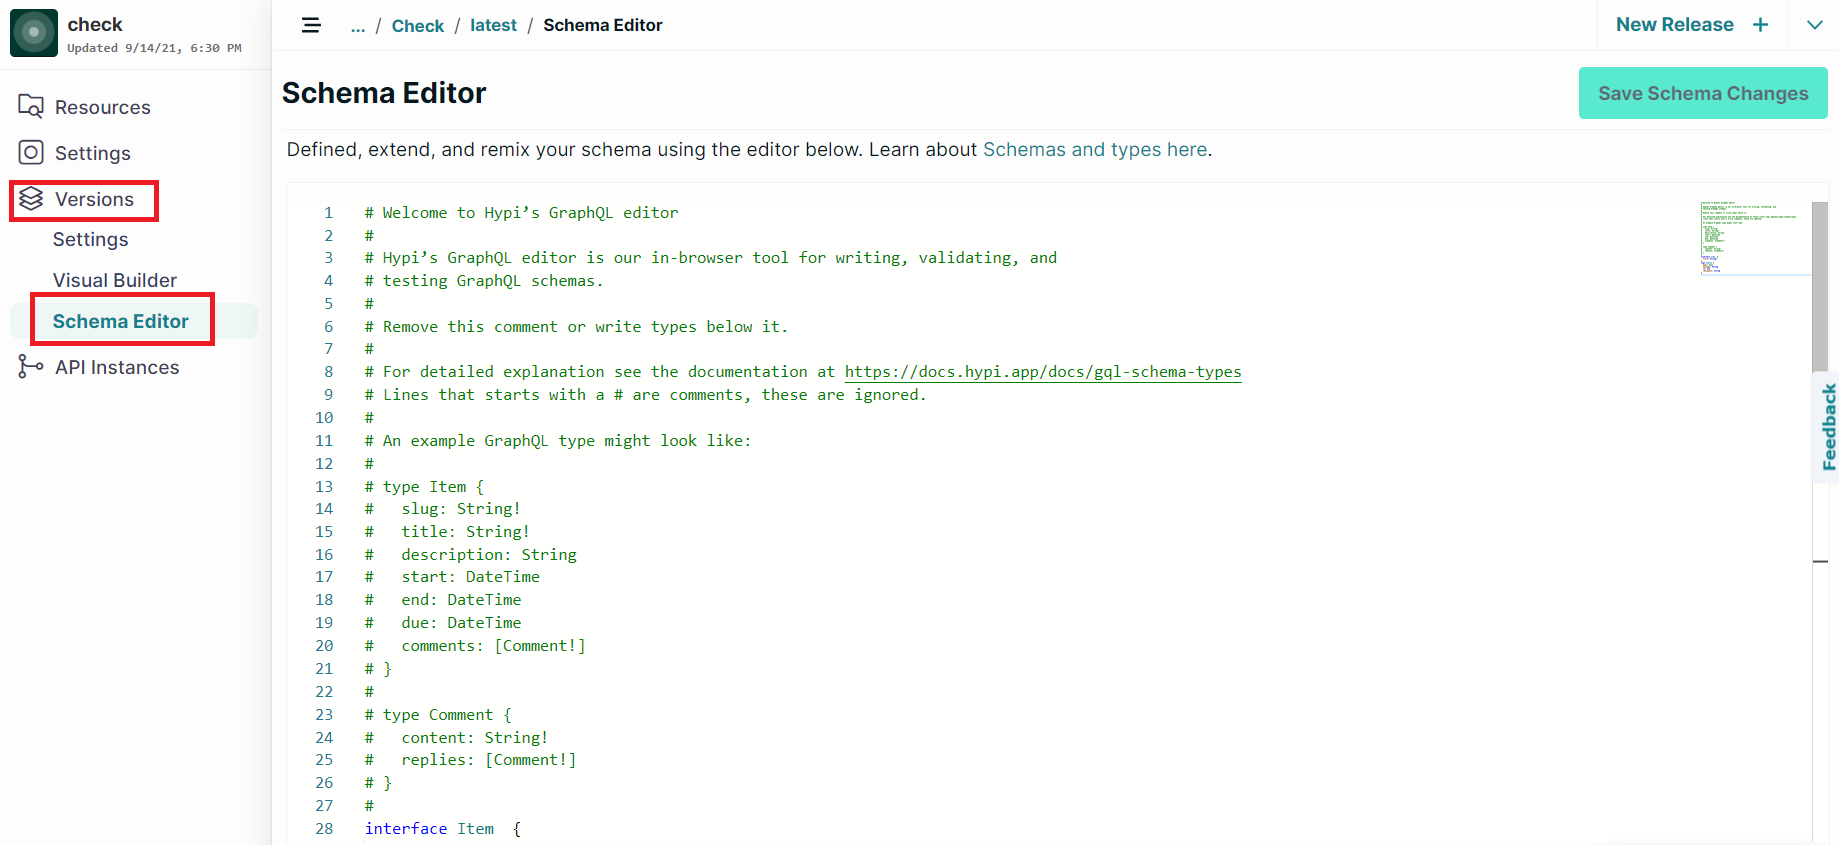 check
Updated 9/14/21, 6:30 PM
Resources
Settings
Versions
Settings
Visual Builder
Schema Editor
API Instances
... / Check / latest / Schema Editor
New Release +
Schema Editor
Save Schema Changes
Defined, extend, and remix your schema using the editor below. Learn about Schemas and types here.
1 # Welcome to Hypi’s GraphQL editor
2 #
3 # Hypi’s GraphQL editor is our in-browser tool for writing, validating, and
4 # testing GraphQL schemas.
5 #
6 # Remove this comment or write types below it.
7 #
8 # For detailed explanation see the documentation at https://docs.hypi.app/docs/gql-schema-types
9 # Lines that starts with a # are comments, these are ignored.
10 #
11 # An example GraphQL type might look like:
12 #
13 # type Item {
14 #   slug: String!
15 #   title: String!
16 #   description: String
17 #   start: DateTime
18 #   end: DateTime
19 #   due: DateTime
20 #   comments: [Comment!]
21 # }
22 #
23 # type Comment {
24 #   content: String!
25 #   replies: [Comment!]
26 # }
27 #
28 interface Item  {
Feedback